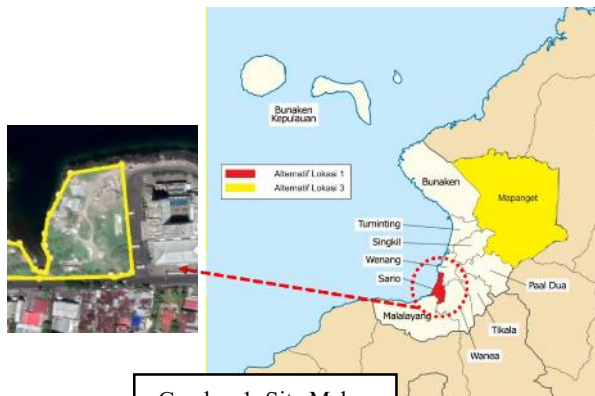 Bunaken
Kepulauan
Alternatif Lokasi 1
Alternatif Lokasi 3
Bunaken
Mapanget
Tuminting
Singkil
Wenang
Sario
Paal Dua
Malalayang
Tikala
Wanea